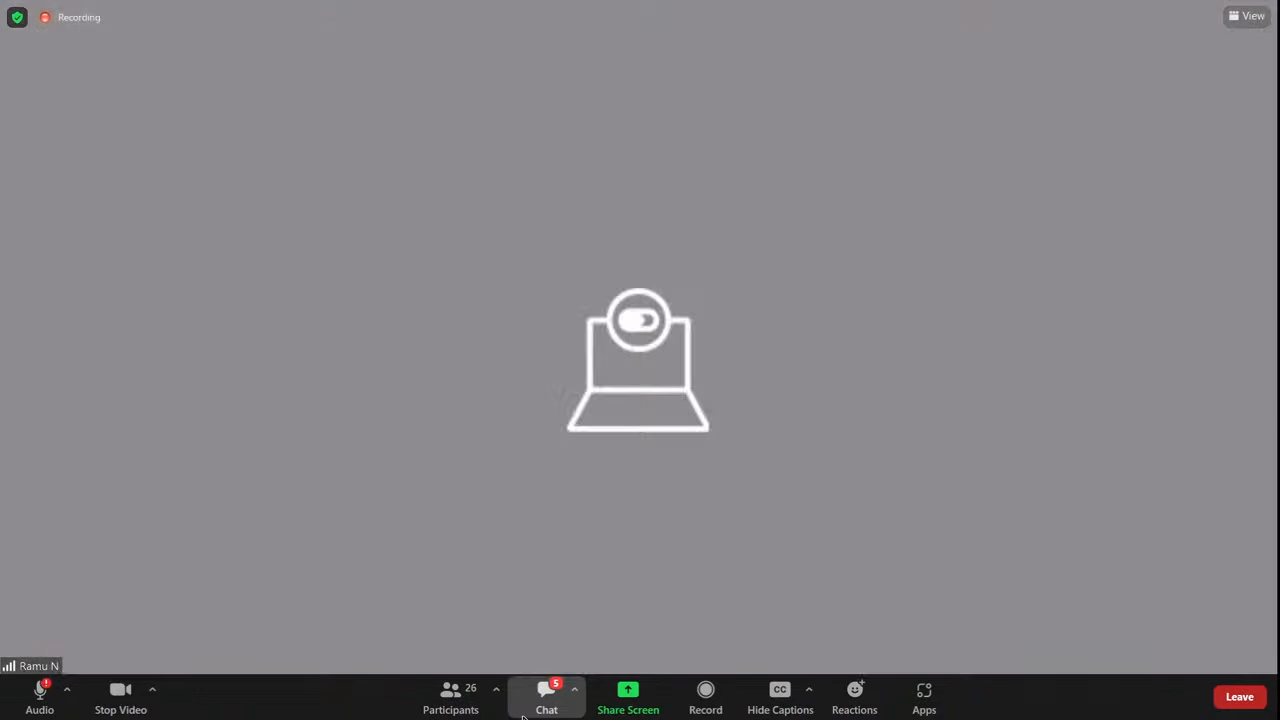 Recording
View
Ramu N
Audio
Stop Video
Participants
26
Chat
5
Share Screen
Record
CC
Hide Captions
Reactions
Apps
Leave